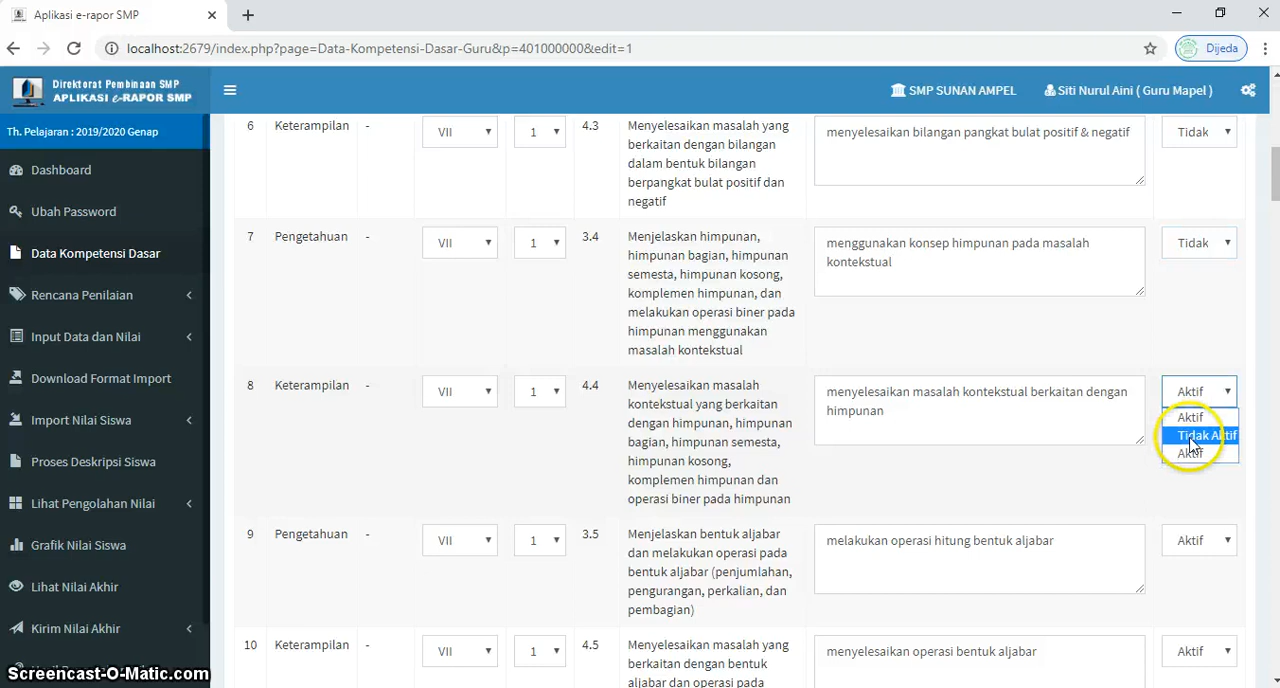 Aplikasi e-rapor SMP
localhost:2679/index.php?page=Data-Kompetensi-Dasar-Guru&p=401000000&edit=1
Dijeda
Direktorat Pembinaan SMP
APLIKASI e-RAPOR SMP
SMP SUNAN AMPEL
Siti Nurul Aini ( Guru Mapel )
Th. Pelajaran : 2019/2020 Genap
Dashboard
Ubah Password
Data Kompetensi Dasar
Rencana Penilaian
Input Data dan Nilai
Download Format Import
Import Nilai Siswa
Proses Deskripsi Siswa
Lihat Pengolahan Nilai
Grafik Nilai Siswa
Lihat Nilai Akhir
Kirim Nilai Akhir
6 Keterampilan - VII 1 4.3
Menyelesaikan masalah yang
berkaitan dengan bilangan
dalam bentuk bilangan
berpangkat bulat positif dan
negatif
menyelesaikan bilangan pangkat bulat positif & negatif
Tidak
7 Pengetahuan - VII 1 3.4
Menjelaskan himpunan,
himpunan bagian, himpunan
semesta, himpunan kosong,
komplemen himpunan, dan
melakukan operasi biner pada
himpunan menggunakan
masalah kontekstual
menggunakan konsep himpunan pada masalah
kontekstual
Tidak
8 Keterampilan - VII 1 4.4
Menyelesaikan masalah
kontekstual yang berkaitan
dengan himpunan, himpunan
bagian, himpunan semesta,
himpunan kosong,
komplemen himpunan dan
operasi biner pada himpunan
menyelesaikan masalah kontekstual berkaitan dengan
himpunan
Aktif
Aktif
Tidak Aktif
Aktif
9 Pengetahuan - VII 1 3.5
Menjelaskan bentuk aljabar
dan melakukan operasi pada
bentuk aljabar (penjumlahan,
pengurangan, perkalian, dan
pembagian)
melakukan operasi hitung bentuk aljabar
Aktif
10 Keterampilan - VII 1 4.5
Menyelesaikan masalah yang
berkaitan dengan bentuk
aljabar dan operasi pada
menyelesaikan operasi bentuk aljabar
Aktif
Screencast-O-Matic.com